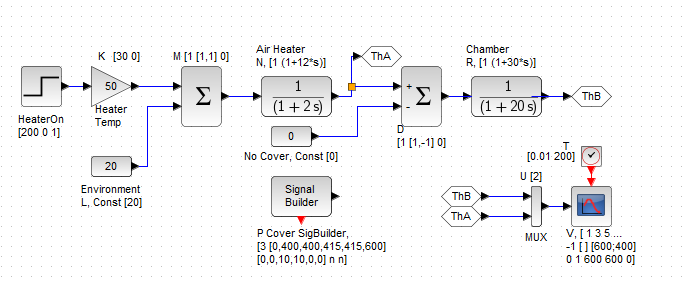 K [30 0]
M [1 [1,1] 0]
Air Heater
N, [1 (1+12*s)]
ThA
Chamber
R, [1 (1+30*s)]
50
Σ
1
(1 + 2 s)
+
-
Σ
1
(1 + 20 s)
ThB
HeaterOn
[200 0 1]
Heater
Temp
0
D
[1 [1,-1] 0]
No Cover, Const [0]
20
Environment
L, Const [20]
T
[0.01 200]
U [2]
Signal
Builder
ThB
ThA
MUX
P Cover SigBuilder,
[3 [0,400,400,415,415,600]
[0,0,10,10,0,0] n n]
V, [ 1 3 5 ...
-1 [ ] [600;400]
0 1 600 600 0]